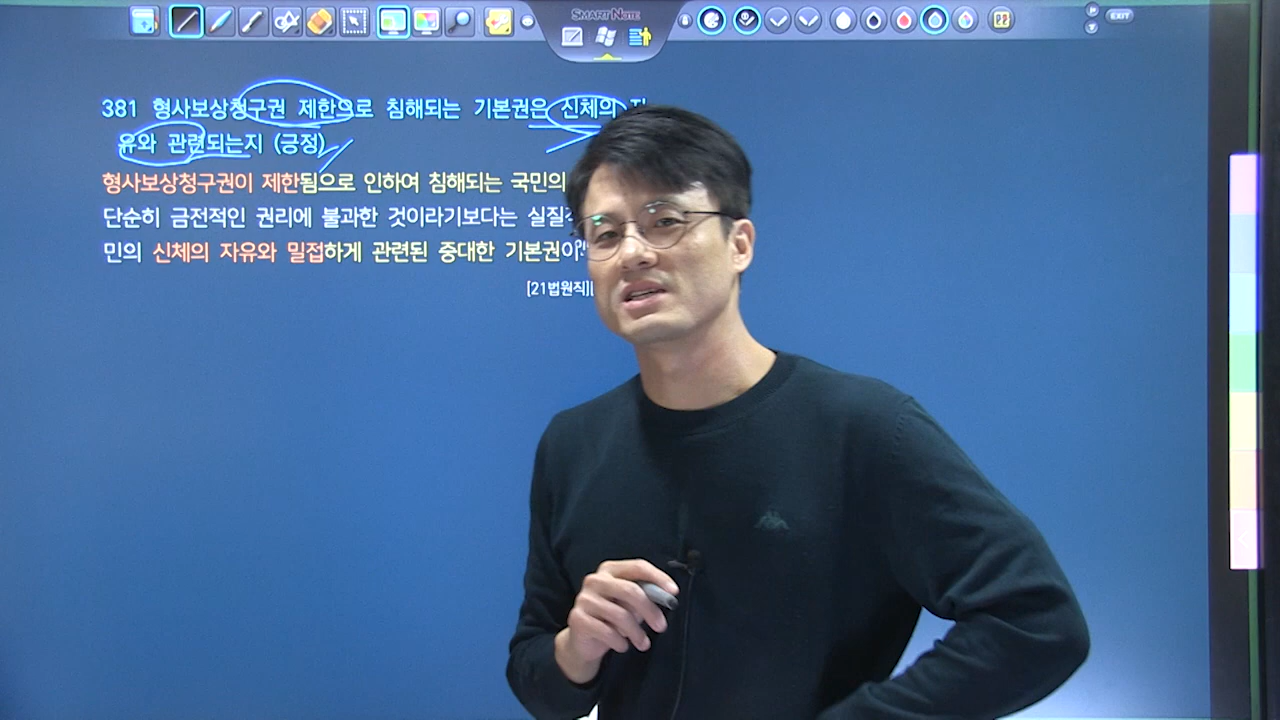 SMART NOTE
EXIT
381 형사보상청구권 제한으로 침해되는 기본권은 신체의
유와 관련되는지 (긍정)
형사보상청구권이 제한됨으로 인하여 침해되는 국민의
단순히 금전적인 권리에 불과한 것이라기보다는
민의 신체의 자유와 밀접하게 관련된 중대한 기본권이
[21법원직]